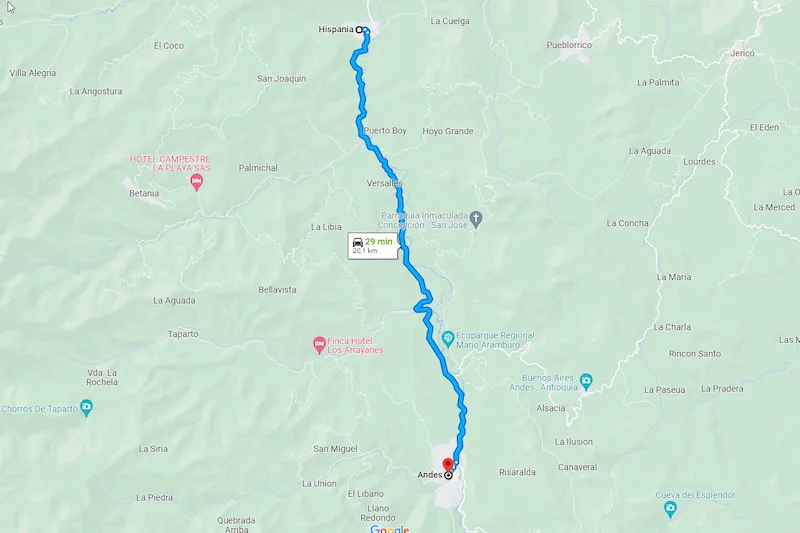 La Cuelga
Hispania
Pueblorrico
El Coco
Jericó
Villa Alegria
San Joaquin
La Palmita
La Angostura
El Eden
Puerto Boy
Hoyo Grande
La Aguada
HOTEL CAMPESTRE
LA PLAYA SAS
Lourdes
Palmichal
Versalles
Betania
La O
La Merced
Parroquia Inmaculada
Concepción - San José
La Concha
La Libia
29 min
20,1 km
La Maria
Bellavista
La Aguada
La Charla
Taparto
Ecoparque Regional
Mario Aramburo
Finca Hotel
Los Arrayanes
Las M
Rincon Santo
Vda. La
Rochela
Buenos Aires
Andes - Antioquia
La Paseua
La Pradera
Chorros De Taparto
Alsacia
La Ilusion
La Siria
San Miguel
Canaveral
Andes
Risaralda
La Union
El Libano
La Piedra
Cueva del Esplendor
Llano
Redondo
Quebrada
Arriba
Google